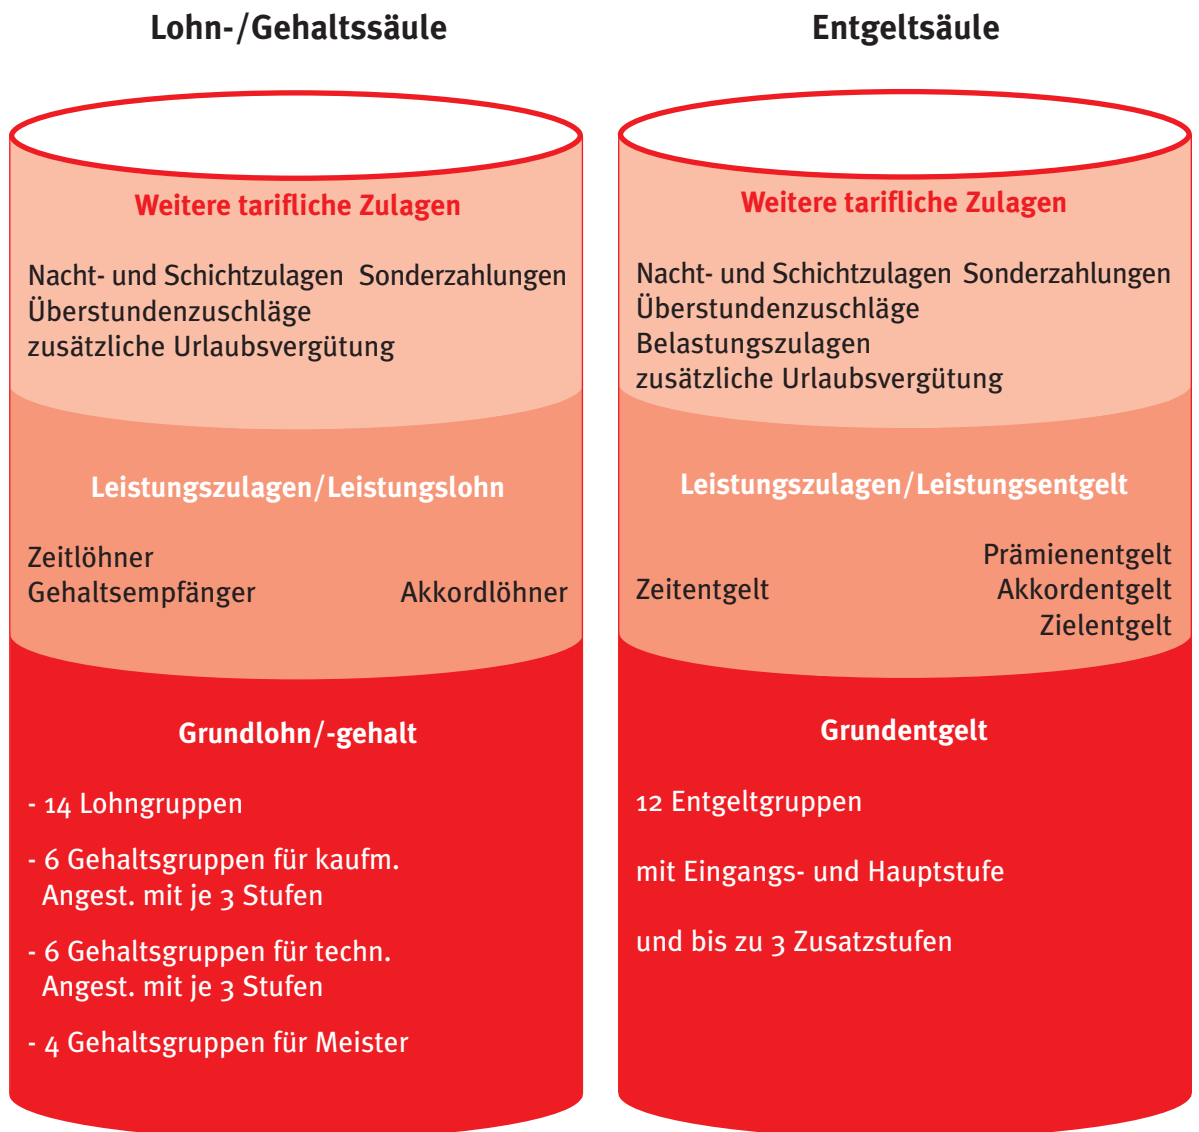 Lohn-/Gehaltssäule
Weitere tarifliche Zulagen
Nacht- und Schichtzulagen Sonderzahlungen
Überstundenzuschläge
zusätzliche Urlaubsvergütung
Leistungszulagen/Leistungslohn
Zeitlöhner
Gehaltsempfänger Akkordlöhner
Grundlohn/-gehalt
- 14 Lohngruppen
- 6 Gehaltsgruppen für kaufm.
Angest. mit je 3 Stufen
- 6 Gehaltsgruppen für techn.
Angest. mit je 3 Stufen
- 4 Gehaltsgruppen für Meister
Entgeltsäule
Weitere tarifliche Zulagen
Nacht- und Schichtzulagen Sonderzahlungen
Überstundenzuschläge
Belastungszulagen
zusätzliche Urlaubsvergütung
Leistungszulagen/Leistungsentgelt
Prämienentgelt
Zeitentgelt Akkordentgelt
Zielentgelt
Grundentgelt
12 Entgeltgruppen
mit Eingangs- und Hauptstufe
und bis zu 3 Zusatzstufen